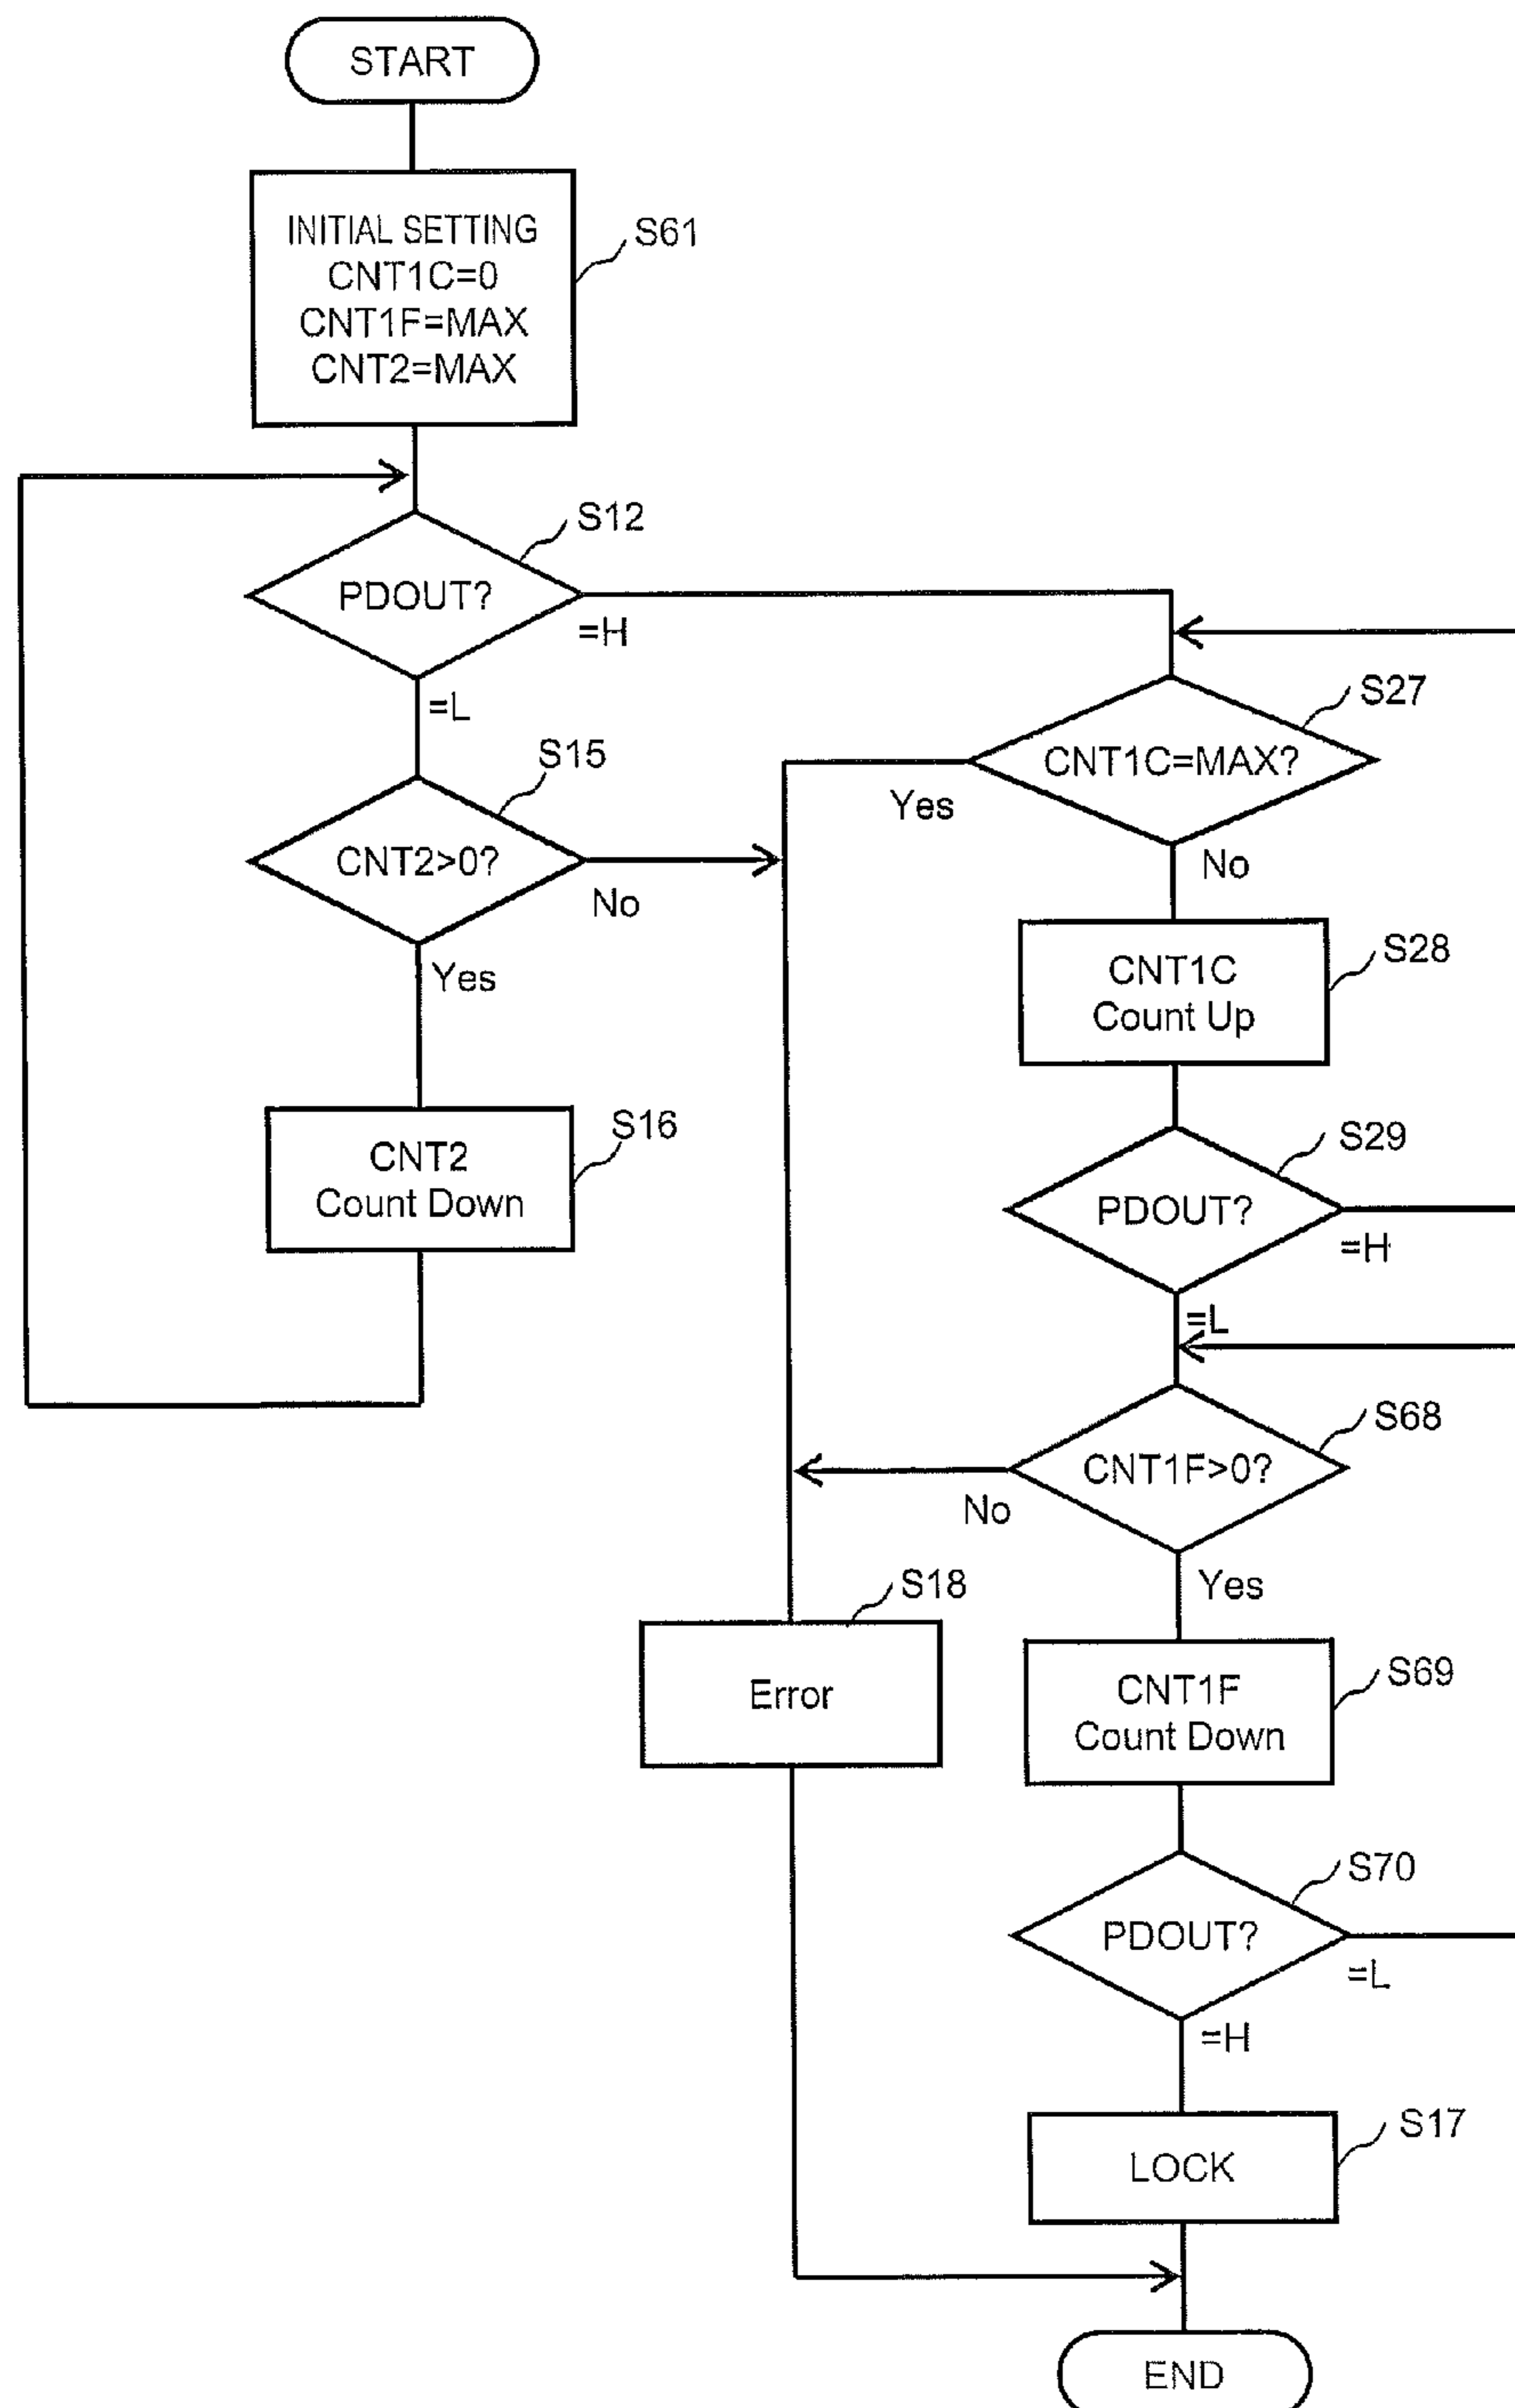 START
INITIAL SETTING
CNT1C=0
CNT1F=MAX
CNT2=MAX
S61
PDOUT?
S12
=H
=L
CNT2>0?
S15
No
Yes
CNT2
Count Down
S16
CNT1C=MAX?
S27
Yes
No
CNT1C
Count Up
S28
PDOUT?
S29
=H
=L
CNT1F>0?
S68
No
Yes
Error
S18
CNT1F
Count Down
S69
PDOUT?
S70
=L
=H
LOCK
S17
END